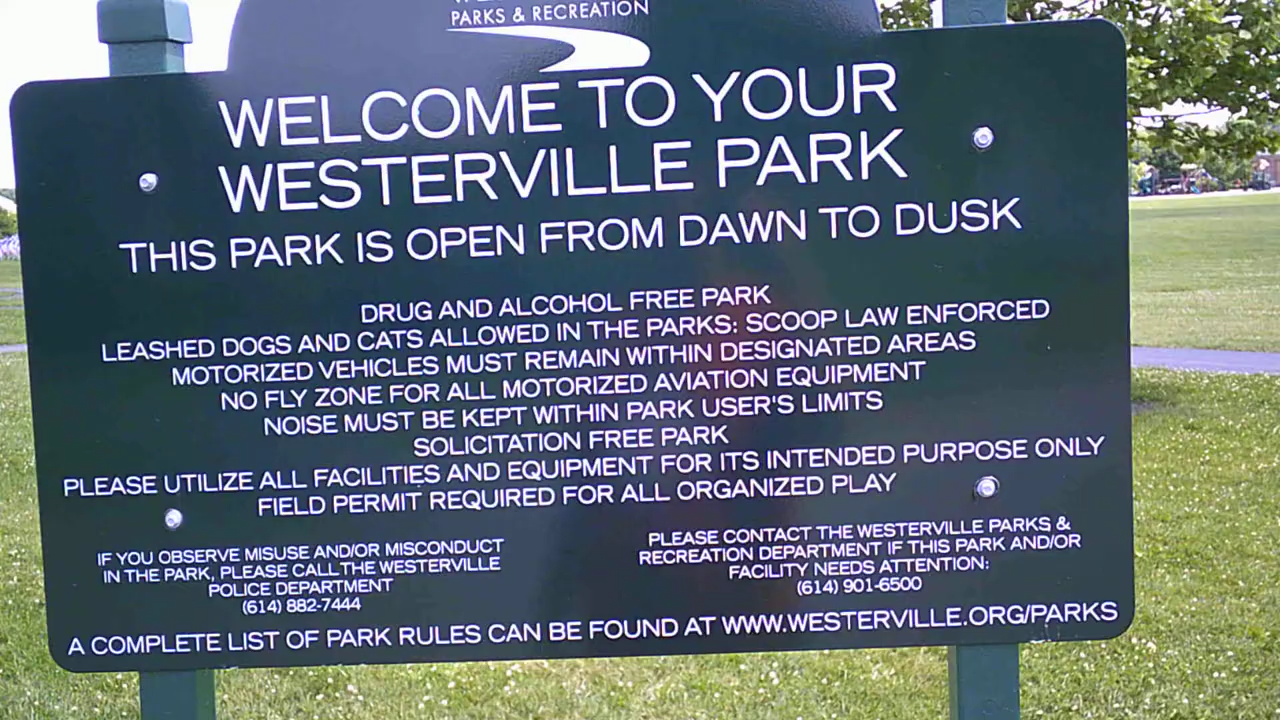 PARKS & RECREATION
WELCOME TO YOUR
WESTERVILLE PARK
THIS PARK IS OPEN FROM DAWN TO DUSK
DRUG AND ALCOHOL FREE PARK
LEASHED DOGS AND CATS ALLOWED IN THE PARKS: SCOOP LAW ENFORCED
MOTORIZED VEHICLES MUST REMAIN WITHIN DESIGNATED AREAS
NO FLY ZONE FOR ALL MOTORIZED AVIATION EQUIPMENT
NOISE MUST BE KEPT WITHIN PARK USER'S LIMITS
SOLICITATION FREE PARK
PLEASE UTILIZE ALL FACILITIES AND EQUIPMENT FOR ITS INTENDED PURPOSE ONLY
FIELD PERMIT REQUIRED FOR ALL ORGANIZED PLAY
IF YOU OBSERVE MISUSE AND/OR MISCONDUCT
IN THE PARK, PLEASE CALL THE WESTERVILLE
POLICE DEPARTMENT
(614) 882-7444
PLEASE CONTACT THE WESTERVILLE PARKS &
RECREATION DEPARTMENT IF THIS PARK AND/OR
FACILITY NEEDS ATTENTION:
(614) 901-6500
A COMPLETE LIST OF PARK RULES CAN BE FOUND AT WWW.WESTERVILLE.ORG/PARKS